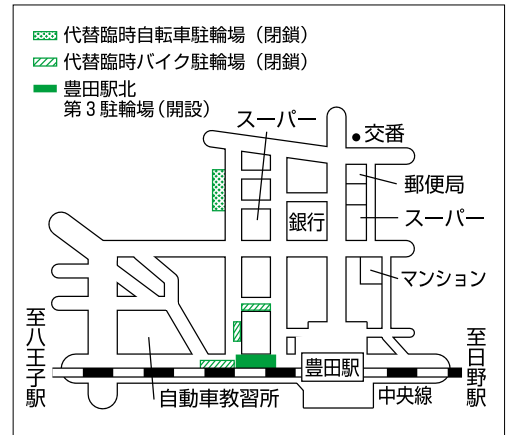 代替臨時自転車駐輪場（閉鎖）
代替臨時バイク駐輪場（閉鎖）
豊田駅北
第3駐輪場（開設）
スーパー
交番
郵便局
銀行
スーパー
マンション
至八王子駅
至日野駅
豊田駅
自動車教習所
中央線